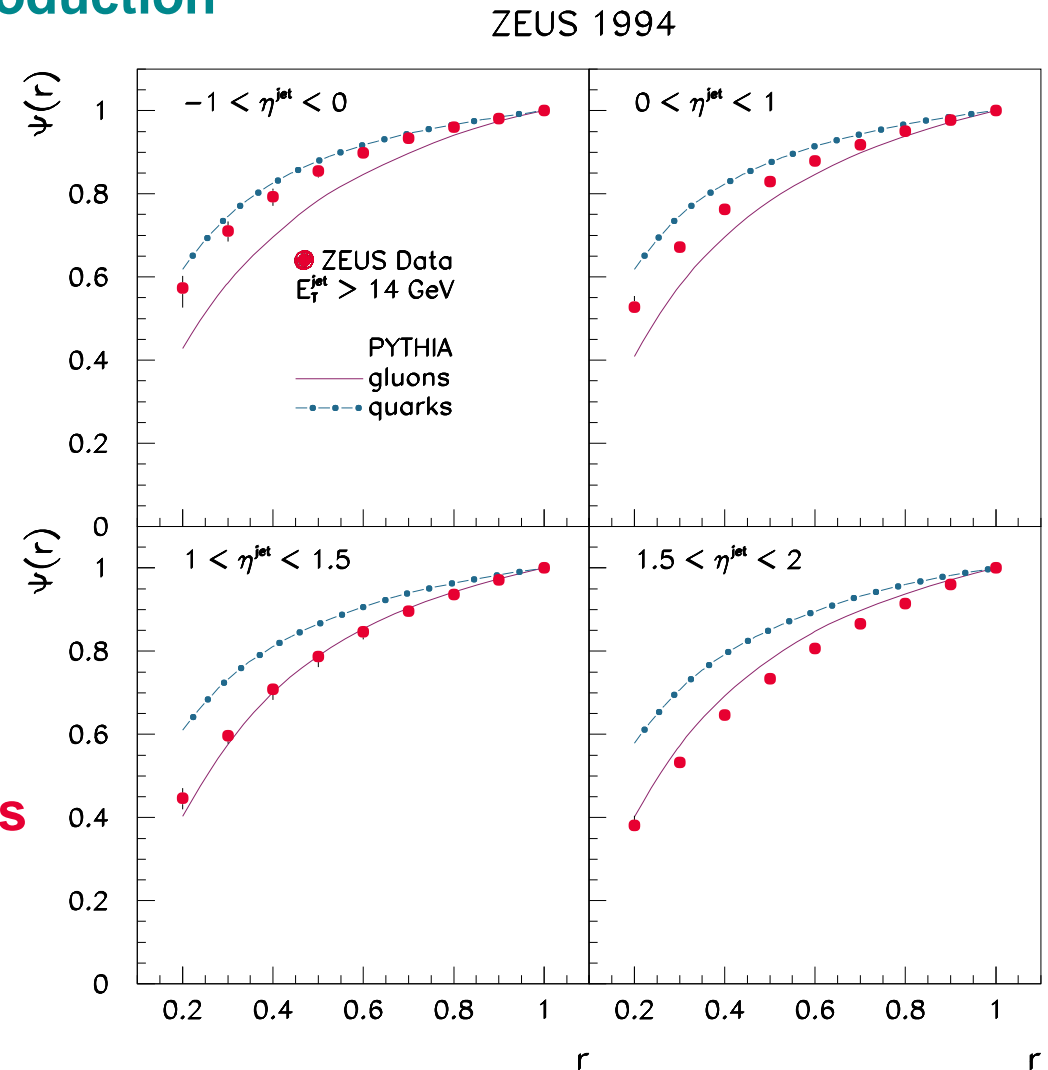 oduction
ZEUS 1994
ψ(r)
−1 < η^jet < 0
0 < η^jet < 1
1
0.8
0.6
0.4
0.2
0
ZEUS Data
E_T^jet > 14 GeV
PYTHIA
gluons
quarks
ψ(r)
1 < η^jet < 1.5
1.5 < η^jet < 2
1
0.8
0.6
0.4
0.2
0
s
0.2 0.4 0.6 0.8 1
0.2 0.4 0.6 0.8 1
r
r